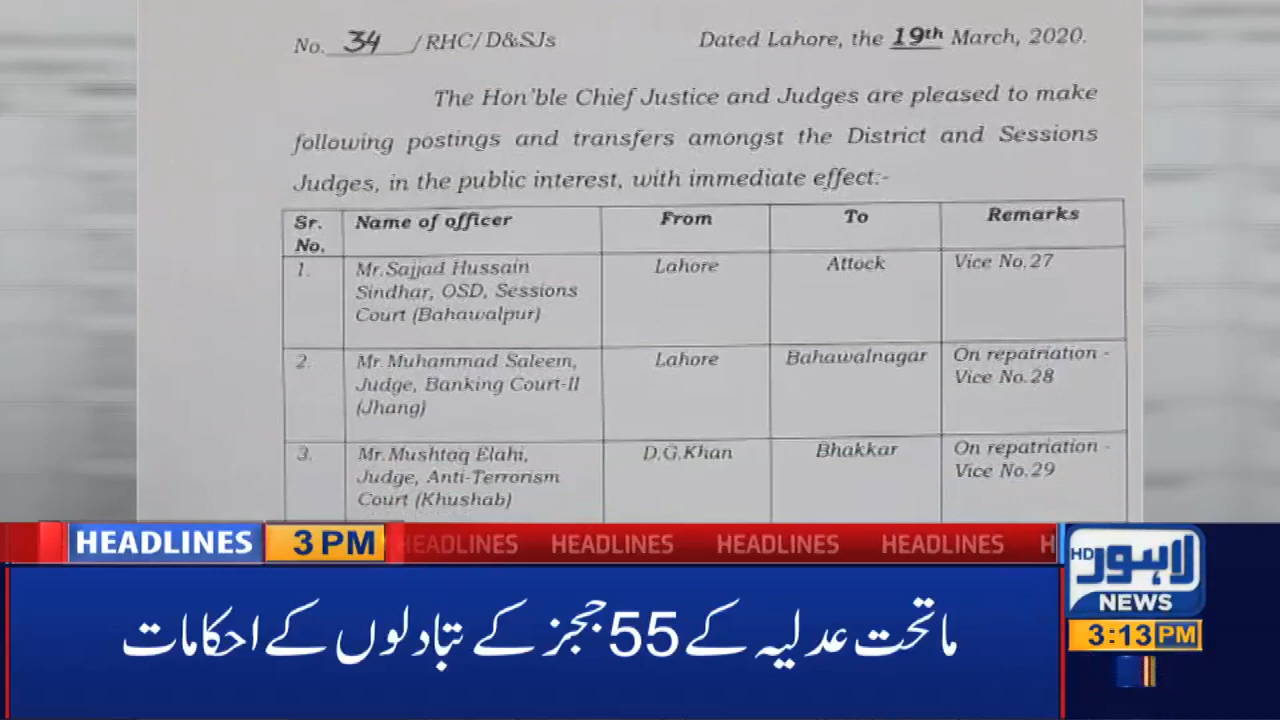 No. 34 /RHC/D&SJs Dated Lahore, the 19th March, 2020.
The Hon'ble Chief Justice and Judges are pleased to make
following postings and transfers amongst the District and Sessions
Judges, in the public interest, with immediate effect:-
Sr. No. Name of officer From To Remarks
1. Mr.Sajjad Hussain Sindhar, OSD, Sessions Court (Bahawalpur) Lahore Attock Vice No.27
2. Mr.Muhammad Saleem, Judge, Banking Court-II (Jhang) Lahore Bahawalnagar On repatriation - Vice No.28
3. Mr.Mushtaq Elahi, Judge, Anti-Terrorism Court (Khushab) D.G.Khan Bhakkar On repatriation - Vice No.29
HEADLINES 3 PM HEADLINES HEADLINES HEADLINES HEADLINES H
HD لاہور
NEWS
3:13 PM
ماتحت عدلیہ کے 55 ججز کے تبادلوں کے احکامات